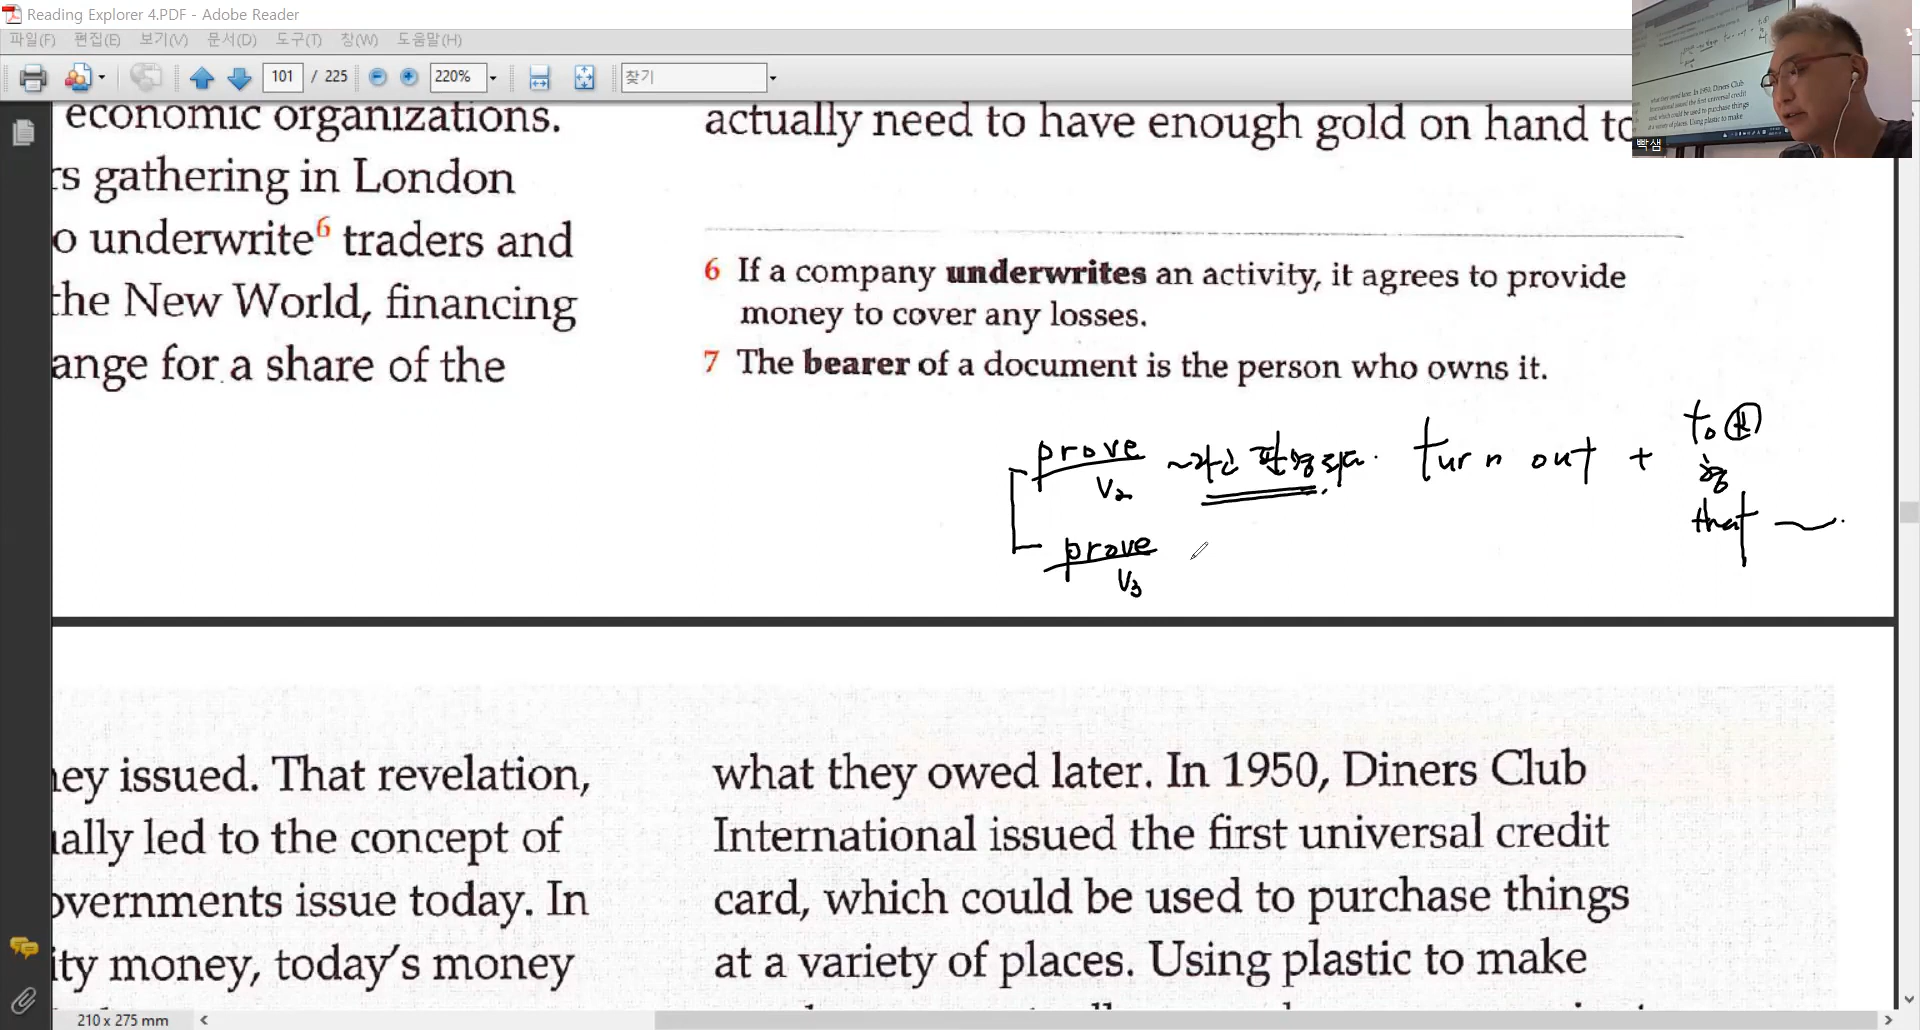 Reading Explorer 4.PDF - Adobe Reader
파일(F) 편집(E) 보기(V) 문서(D) 도구(T) 창(W) 도움말(H)
101 / 225 220% 찾기
빡샘
economic organizations.
rs gathering in London
o underwrite⁶ traders and
the New World, financing
ange for a share of the
actually need to have enough gold on hand to
6 If a company underwrites an activity, it agrees to provide
money to cover any losses.
7 The bearer of a document is the person who owns it.
prove ~라고 판명되다. turn out + to ⓡ
V₂
형
that
prove
V₃
ney issued. That revelation,
ually led to the concept of
overnments issue today. In
ity money, today's money
what they owed later. In 1950, Diners Club
International issued the first universal credit
card, which could be used to purchase things
at a variety of places. Using plastic to make
210 x 275 mm